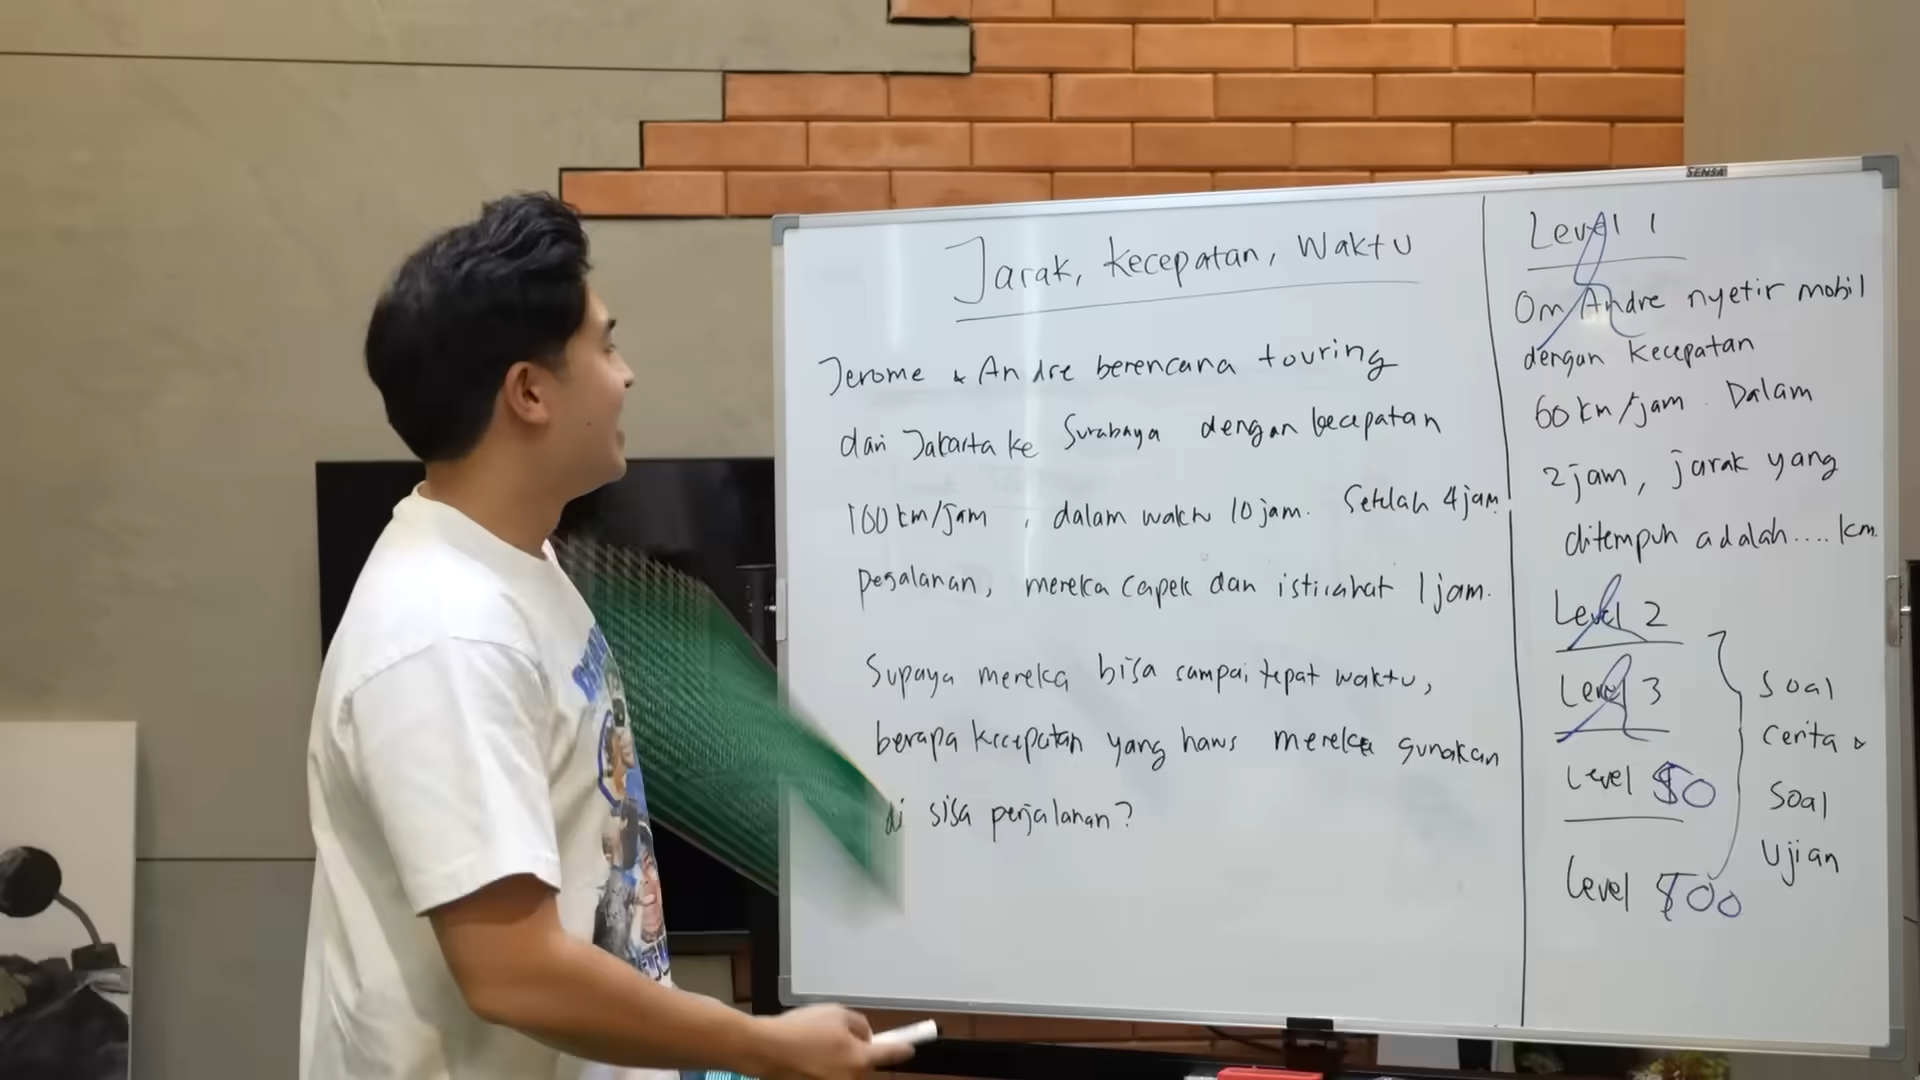 SENSA
Jarak, Kecepatan, Waktu
Jerome & Andre berencana touring
dari Jakarta ke Surabaya dengan kecepatan
100 km/jam, dalam waktu 10 jam. Setelah 4 jam
pejalanan, mereka capek dan istirahat 1 jam.
Supaya mereka bisa sampai tepat waktu,
berapa kecepatan yang harus mereka gunakan
di sisa perjalanan?
Level 1
Om Andre nyetir mobil
dengan kecepatan
60 km/jam. Dalam
2 jam, jarak yang
ditempuh adalah.... km.
Level 2
Level 3
Level 50
Level 100
Soal
Cerita &
Soal
Ujian